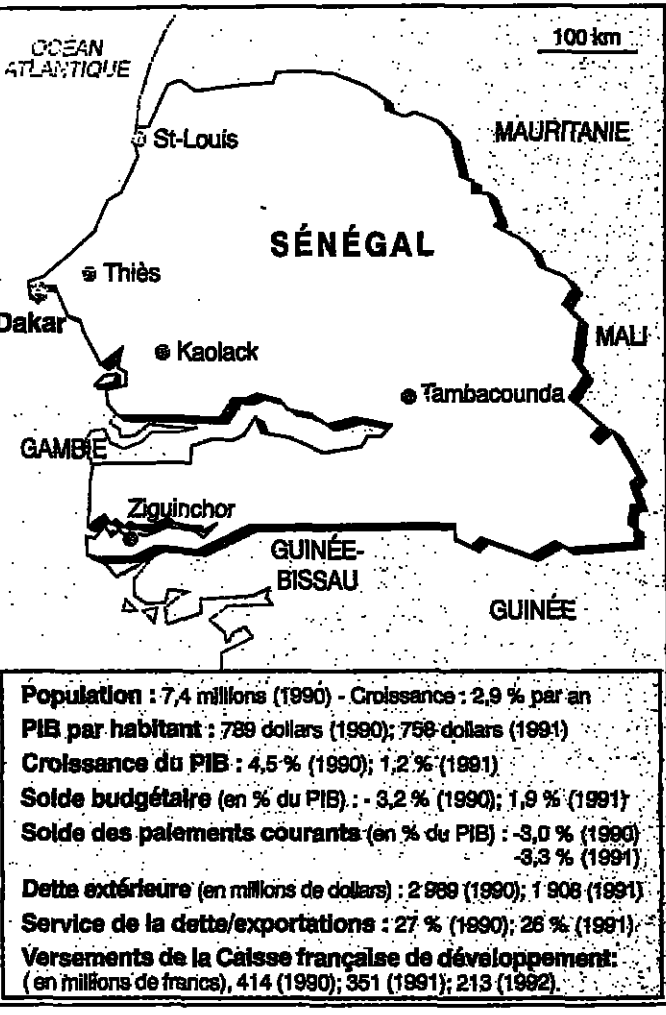 OCÉAN
ATLANTIQUE
100 km
MAURITANIE
St-Louis
SÉNÉGAL
Thiès
Dakar
MALI
Kaolack
Tambacounda
GAMBIE
Ziguinchor
GUINÉE-
BISSAU
GUINÉE
Population : 7,4 millions (1990) - Croissance : 2,9 % par an
PIB par habitant : 789 dollars (1990); 758 dollars (1991)
Croissance du PIB : 4,5 % (1990); 1,2 % (1991)
Solde budgétaire (en % du PIB) : - 3,2 % (1990); 1,9 % (1991)
Solde des paiements courants (en % du PIB) : -3,0 % (1990)
-3,3 % (1991)
Dette extérieure (en millions de dollars) : 2 989 (1990); 1 908 (1991)
Service de la dette/exportations : 27 % (1990); 26 % (1991)
Versements de la Caisse française de développement:
(en millions de francs), 414 (1990); 351 (1991); 213 (1992).